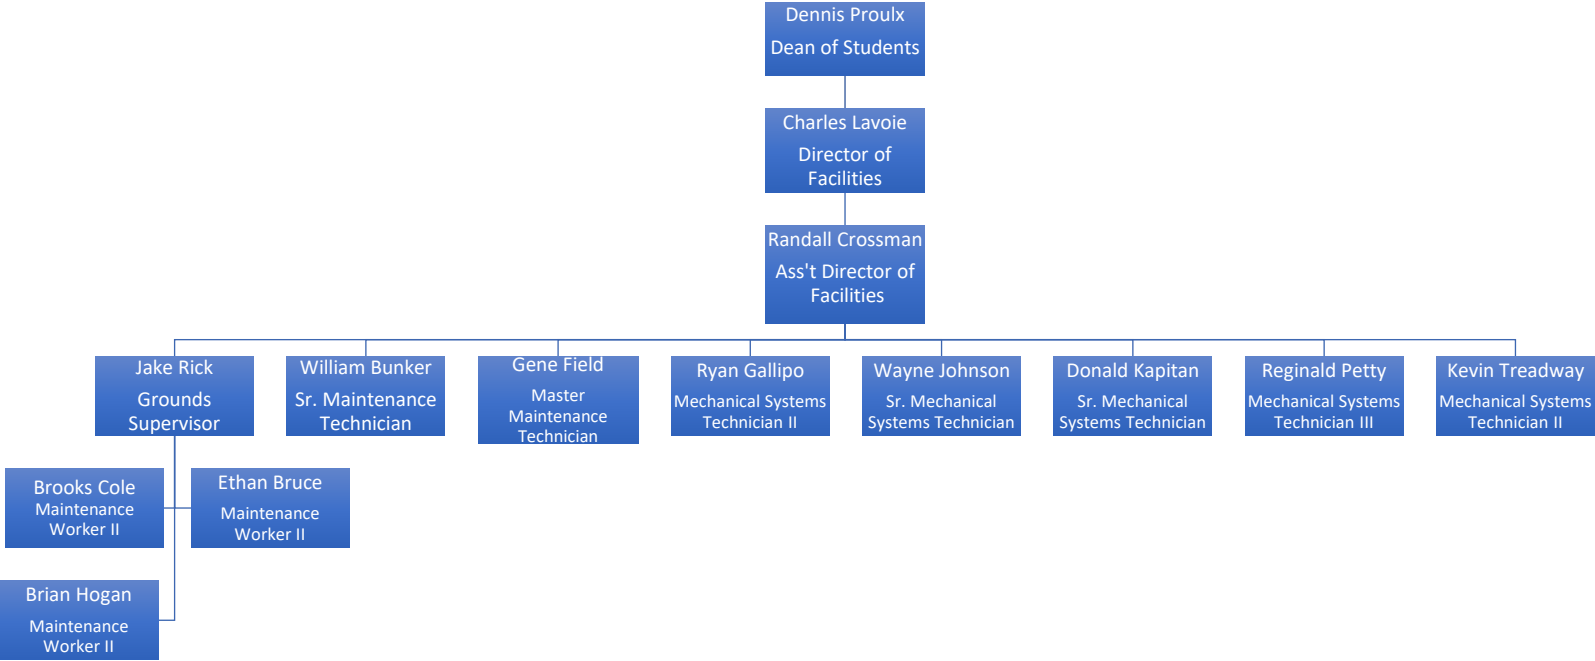 Dennis Proulx
Dean of Students
Charles Lavoie
Director of
Facilities
Randall Crossman
Ass't Director of
Facilities
Jake Rick
Grounds
Supervisor
William Bunker
Sr. Maintenance
Technician
Gene Field
Master
Maintenance
Technician
Ryan Gallipo
Mechanical Systems
Technician II
Wayne Johnson
Sr. Mechanical
Systems Technician
Donald Kapitan
Sr. Mechanical
Systems Technician
Reginald Petty
Mechanical Systems
Technician III
Kevin Treadway
Mechanical Systems
Technician II
Brooks Cole
Maintenance
Worker II
Ethan Bruce
Maintenance
Worker II
Brian Hogan
Maintenance
Worker II